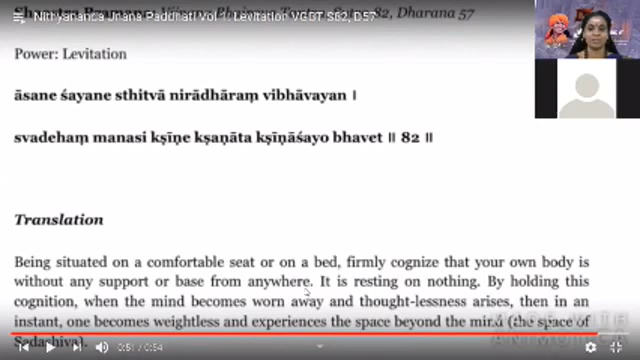 Nithyananda Jnana Paddhati Vol 1: Levitation VGBT S82, D57
Power: Levitation
āsane śayane sthitvā nirādhāraṃ vibhāvayan ।
svadehaṃ manasi kṣīṇe kṣaṇāta kṣīṇāśayo bhavet ॥ 82 ॥
Translation
Being situated on a comfortable seat or on a bed, firmly cognize that your own body is
without any support or base from anywhere. It is resting on nothing. By holding this
cognition, when the mind becomes worn away and thought-lessness arises, then in an
instant, one becomes weightless and experiences the space beyond the mind (the space of
Sadashiva).
0:51 / 0:54